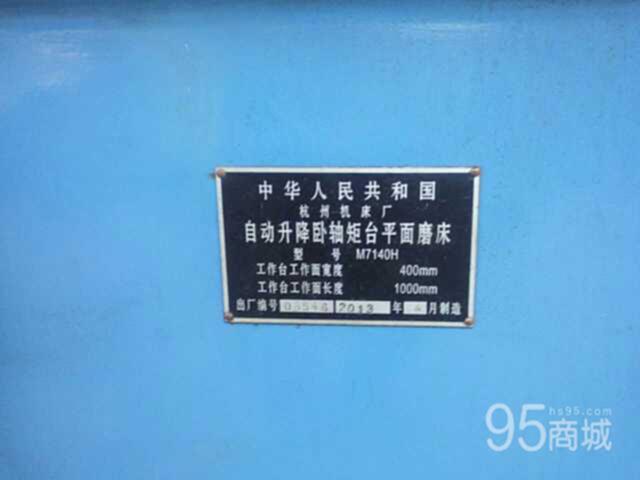 中华人民共和国
杭州机床厂
自动升降卧轴矩台平面磨床
型号 M7140H
工作台工作面宽度 400mm
工作台工作面长度 1000mm
出厂编号 2013 年 月制造
hs95.com
95商城